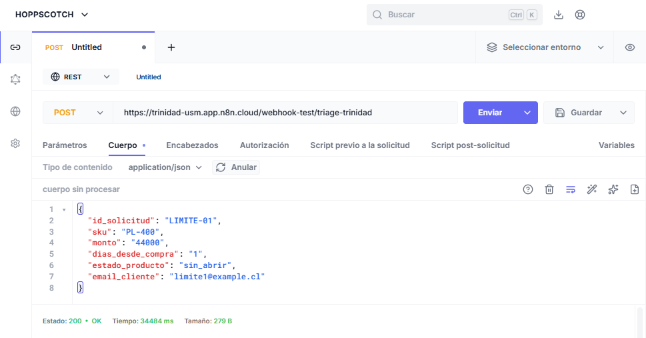 HOPPSCOTCH
Buscar
Ctrl K
POST Untitled
Seleccionar entorno
REST Untitled
POST https://trinidad-usm.app.n8n.cloud/webhook-test/triage-trinidad Enviar Guardar
Parámetros Cuerpo Encabezados Autorización Script previo a la solicitud Script post-solicitud Variables
Tipo de contenido application/json Anular
cuerpo sin procesar
1 {
2 "id_solicitud": "LIMITE-01",
3 "sku": "PL-400",
4 "monto": "44000",
5 "dias_desde_compra": "1",
6 "estado_producto": "sin_abrir",
7 "email_cliente": "limite1@example.cl"
8 }
Estado: 200 • OK Tiempo: 34484 ms Tamaño: 279 B